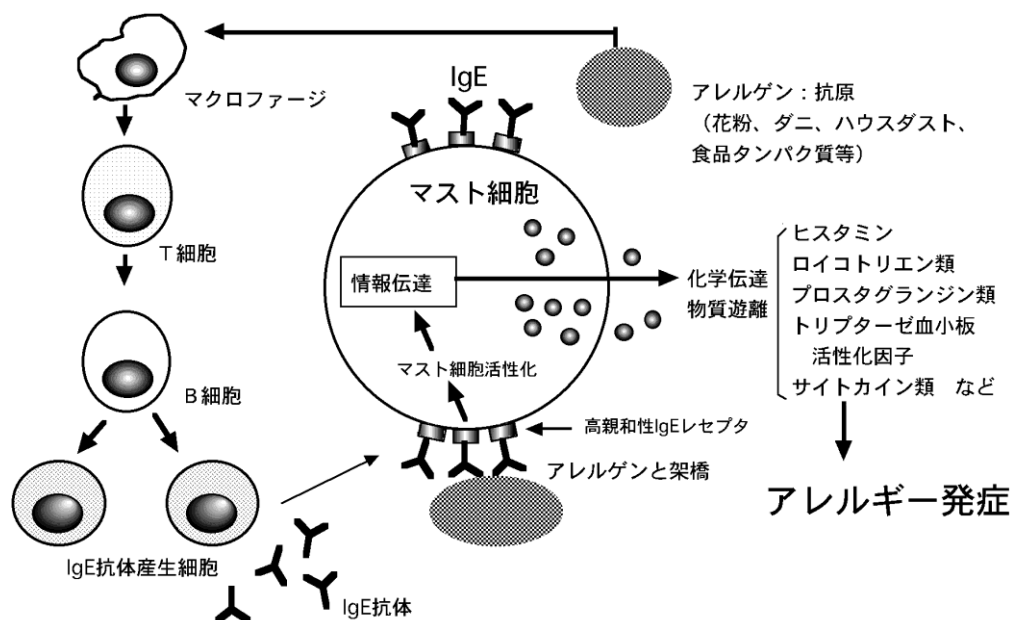 マクロファージ
IgE
アレルゲン：抗原
（花粉、ダニ、ハウスダスト、
食品タンパク質等）
T細胞
マスト細胞
情報伝達
化学伝達
物質遊離
ヒスタミン
ロイコトリエン類
プロスタグランジン類
トリプターゼ血小板
活性化因子
サイトカイン類 など
マスト細胞活性化
B細胞
高親和性IgEレセプタ
アレルゲンと架橋
アレルギー発症
IgE抗体産生細胞
IgE抗体